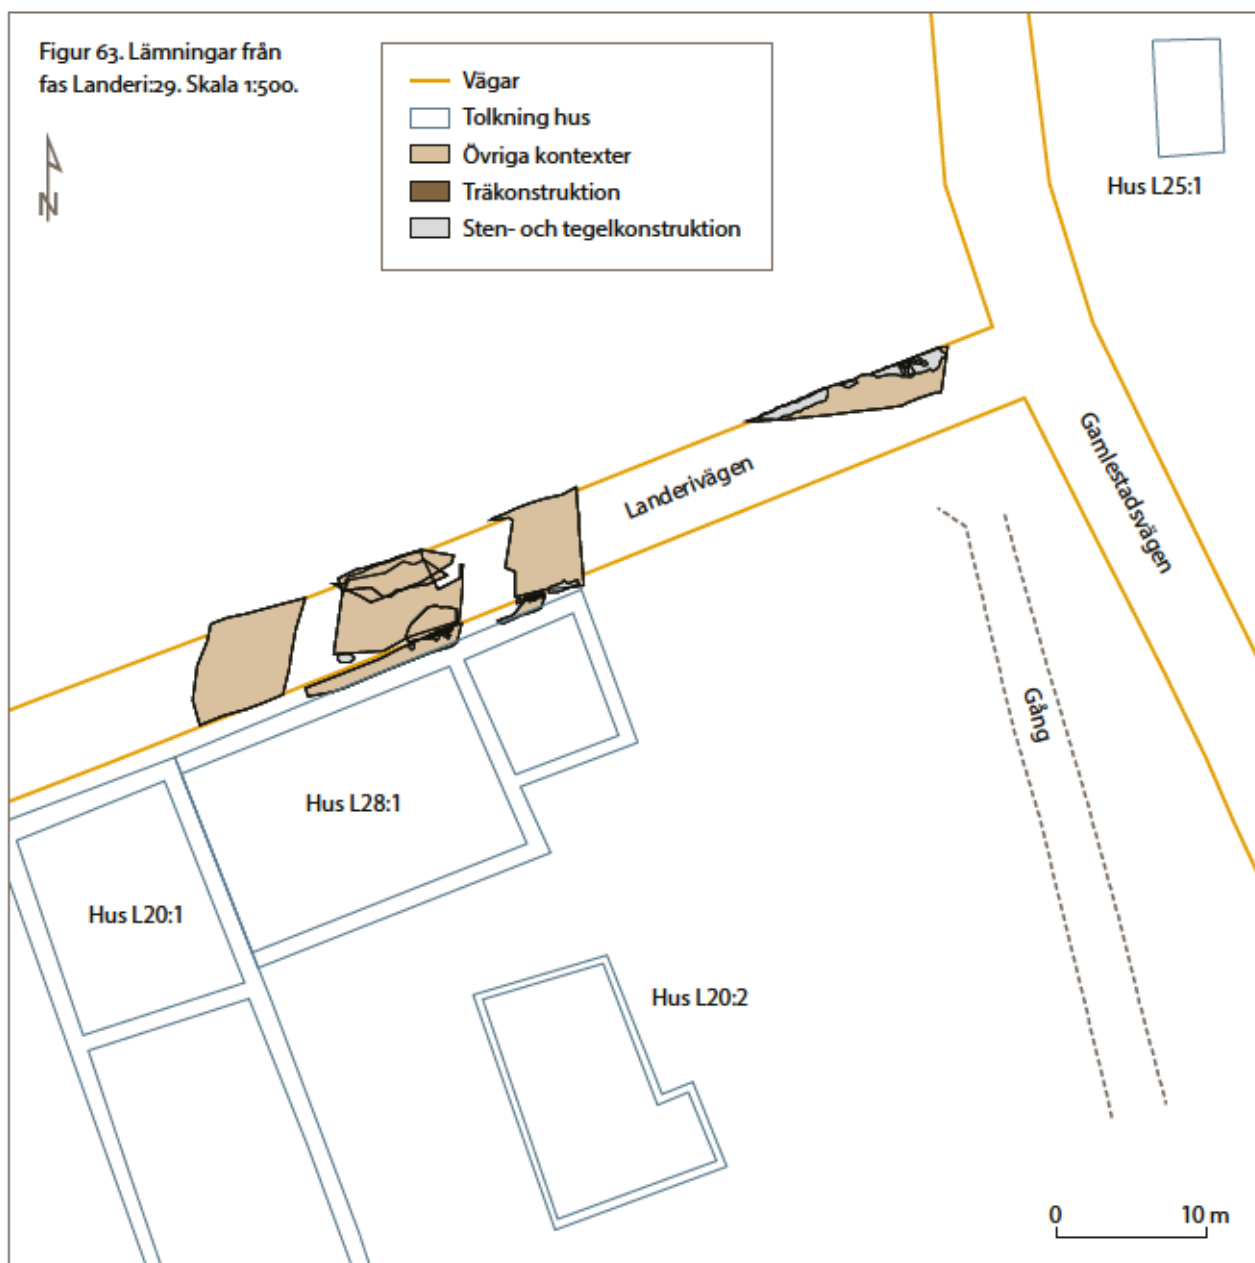 Figur 63. Lämningar från
fas Landeri:29. Skala 1:500.
N
Vägar
Tolkning hus
Övriga kontexter
Träkonstruktion
Sten- och tegelkonstruktion
Hus L25:1
Landerivägen
Gamlestadsvägen
Gång
Hus L28:1
Hus L20:1
Hus L20:2
0 10 m